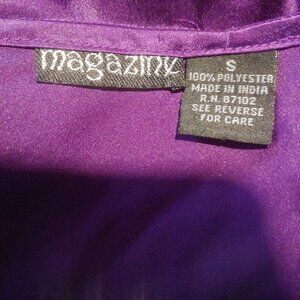 magazine
S
100% POLYESTER
MADE IN INDIA
R.N. 87102
SEE REVERSE
FOR CARE